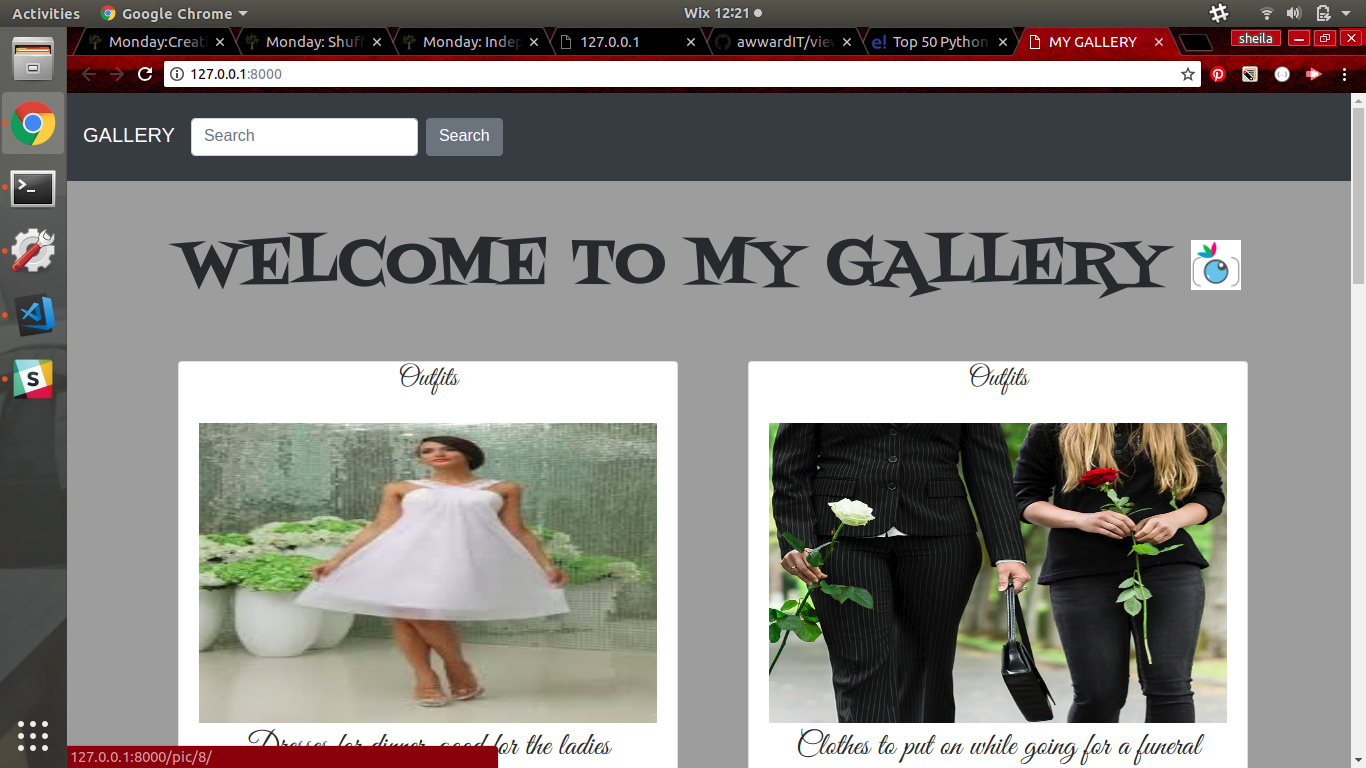 Activities Google Chrome Wix 12:21
Monday:Creati Monday: Shuff Monday: Indep 127.0.0.1 awwardIT/view Top 50 Python MY GALLERY sheila
127.0.0.1:8000
GALLERY Search Search
WELCOME TO MY GALLERY
Outfits
Outfits
Dresses for dinner, good for the ladies
Clothes to put on while going for a funeral
127.0.0.1:8000/pic/8/